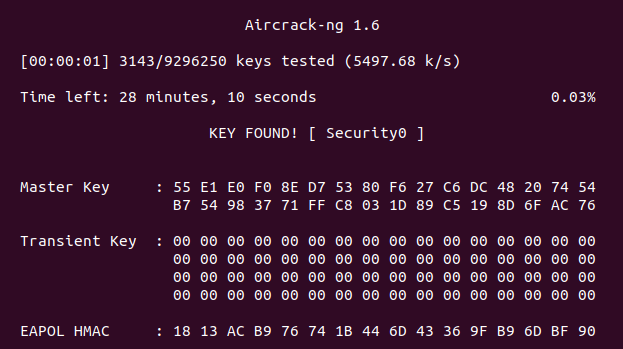 Aircrack-ng 1.6
[00:00:01] 3143/9296250 keys tested (5497.68 k/s)
Time left: 28 minutes, 10 seconds 0.03%
KEY FOUND! [ Security0 ]
Master Key : 55 E1 E0 F0 8E D7 53 80 F6 27 C6 DC 48 20 74 54
B7 54 98 37 71 FF C8 03 1D 89 C5 19 8D 6F AC 76
Transient Key : 00 00 00 00 00 00 00 00 00 00 00 00 00 00 00 00
00 00 00 00 00 00 00 00 00 00 00 00 00 00 00 00
00 00 00 00 00 00 00 00 00 00 00 00 00 00 00 00
00 00 00 00 00 00 00 00 00 00 00 00 00 00 00 00
EAPOL HMAC : 18 13 AC B9 76 74 1B 44 6D 43 36 9F B9 6D BF 90